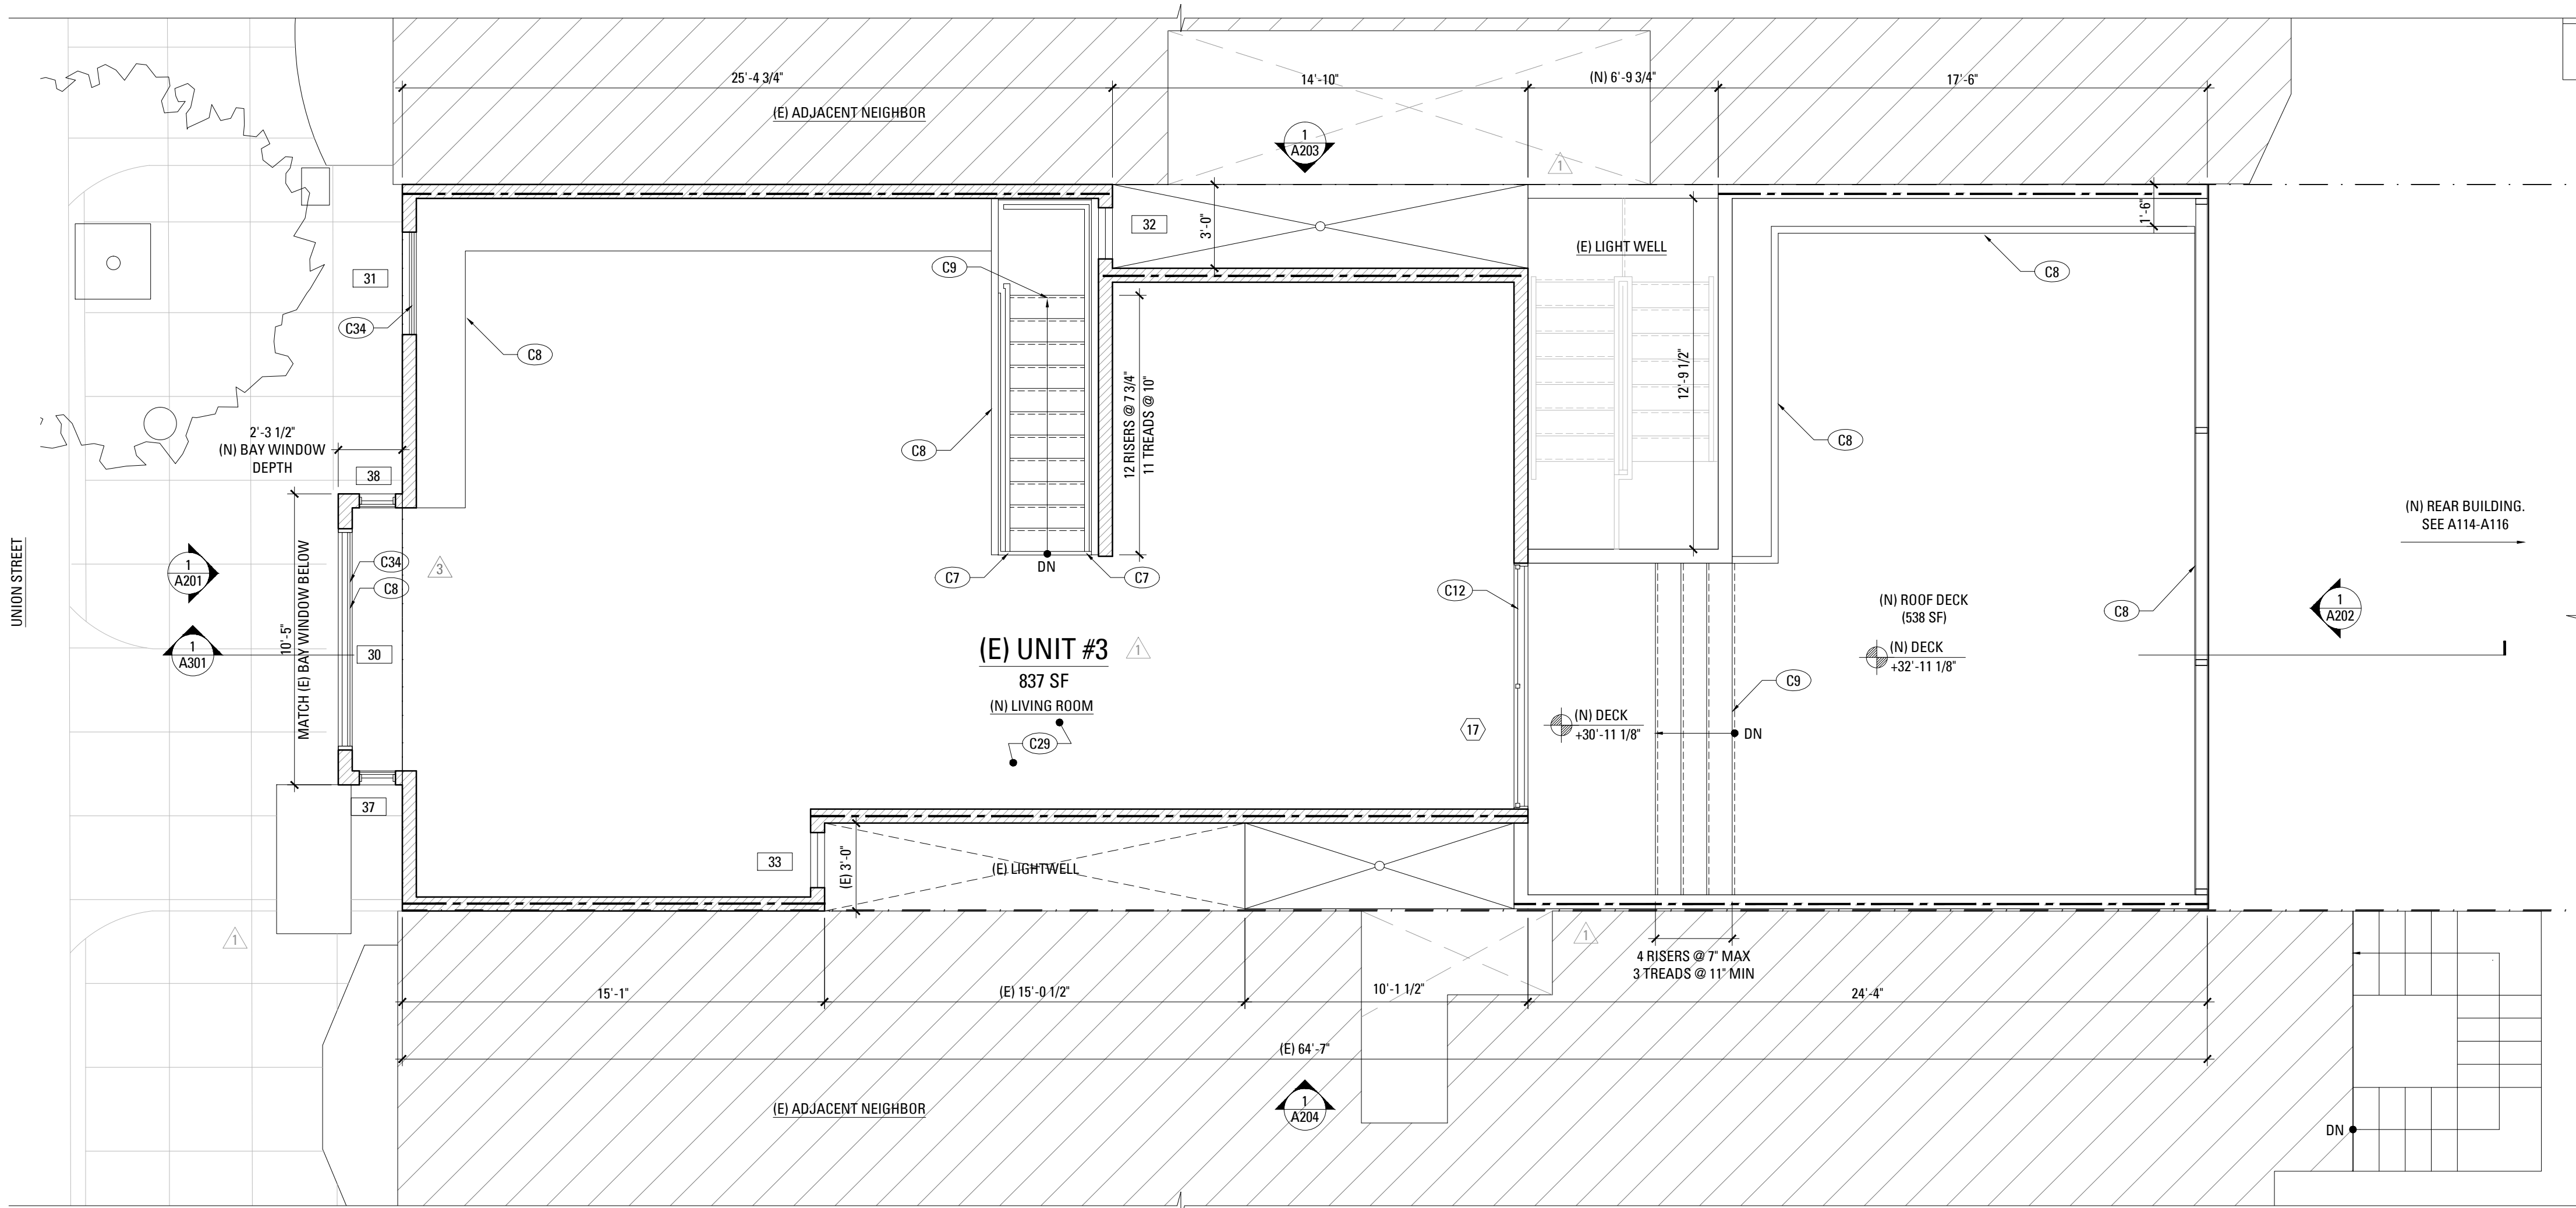 25'-4 3/4"
14'-10"
(N) 6'-9 3/4"
17'-6"
(E) ADJACENT NEIGHBOR
1
A203
1
32
3'-0"
1'-6"
(E) LIGHT WELL
31
C9
C8
C34
C8
12'-9 1/2"
12 RISERS @ 7 3/4"
11 TREADS @ 10"
2'-3 1/2"
(N) BAY WINDOW
DEPTH
C8
C8
38
(N) REAR BUILDING.
SEE A114-A116
UNION STREET
1
A201
C34
C8
3
DN
C7
C7
C12
10'-5"
MATCH (E) BAY WINDOW BELOW
(N) ROOF DECK
(538 SF)
C8
1
A202
1
A301
30
(E) UNIT #3
1
837 SF
(N) LIVING ROOM
C29
(N) DECK
+32'-11 1/8"
C9
17
(N) DECK
+30'-11 1/8"
DN
37
33
(E) 3'-0"
(E) LIGHTWELL
1
1
4 RISERS @ 7" MAX
3 TREADS @ 11" MIN
15'-1"
(E) 15'-0 1/2"
10'-1 1/2"
24'-4"
(E) 64'-7"
(E) ADJACENT NEIGHBOR
1
A204
DN